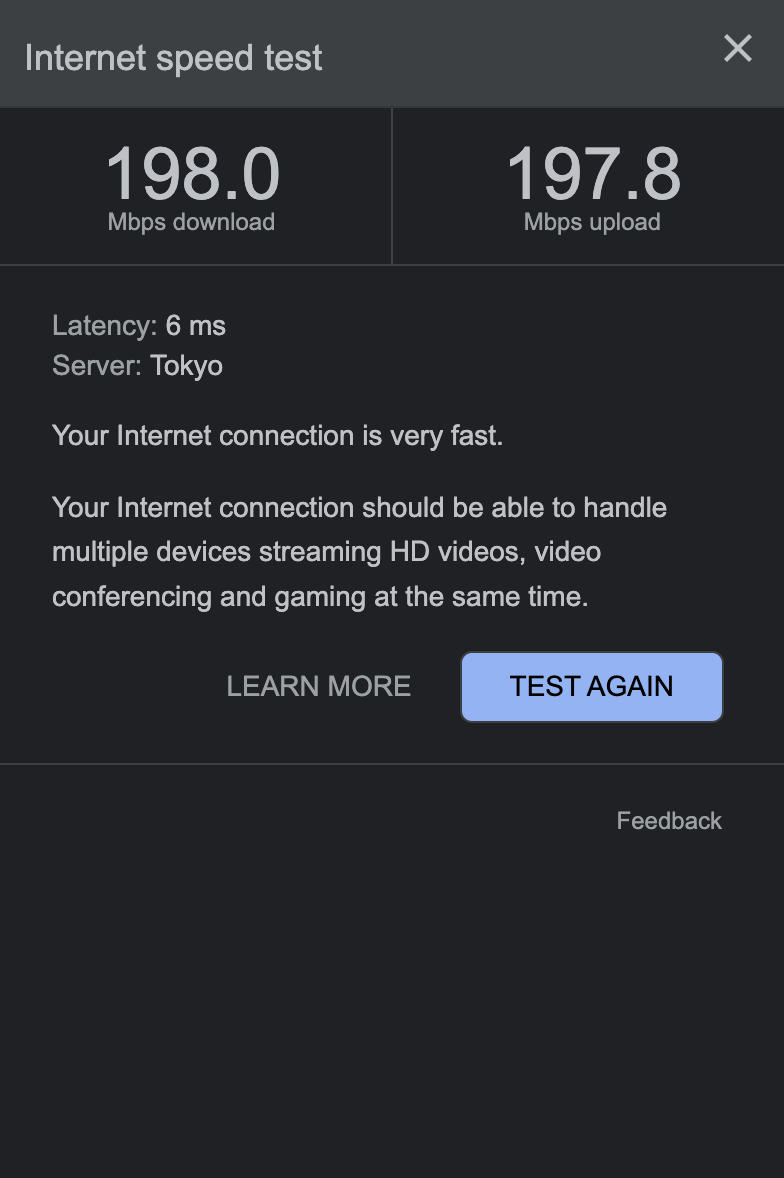 Internet speed test
198.0
Mbps download
197.8
Mbps upload
Latency: 6 ms
Server: Tokyo
Your Internet connection is very fast.
Your Internet connection should be able to handle
multiple devices streaming HD videos, video
conferencing and gaming at the same time.
LEARN MORE
TEST AGAIN
Feedback